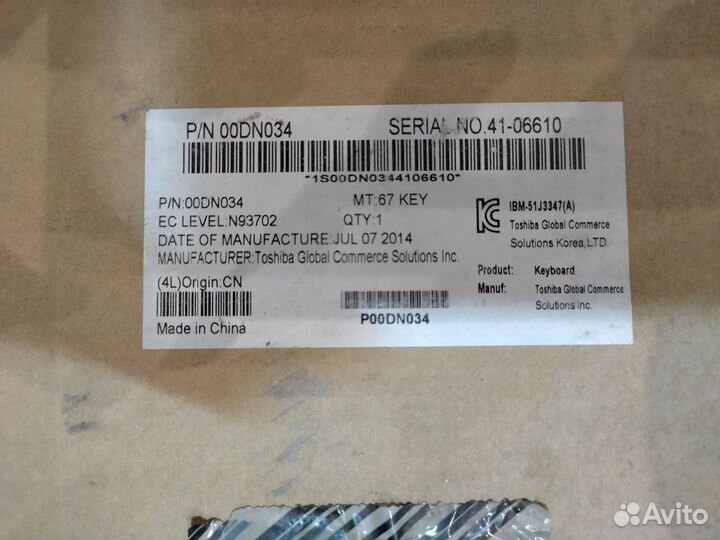 P/N 00DN034 SERIAL NO.41-06610
*1S00DN0344106610*
P/N:00DN034 MT:67 KEY
EC LEVEL:N93702 QTY:1
DATE OF MANUFACTURE:JUL 07 2014
MANUFACTURER:Toshiba Global Commerce Solutions Inc.
(4L)Origin:CN
Made in China
P00DN034
IBM-51J3347(A)
Toshiba Global Commerce
Solutions Korea,LTD
Product: Keyboard
Manuf: Toshiba Global Commerce
Solutions Inc.
Avito